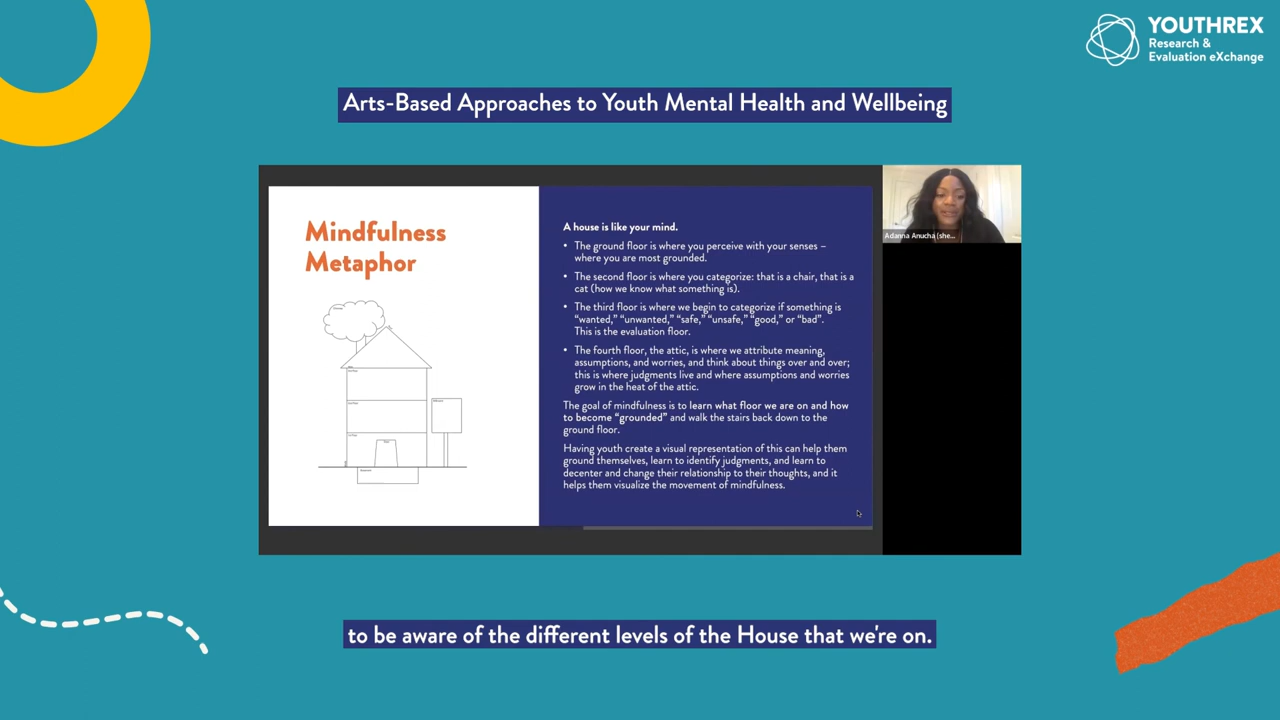 YOUTHREX
Research &
Evaluation eXchange
Arts-Based Approaches to Youth Mental Health and Wellbeing
Mindfulness
Metaphor
A house is like your mind.
• The ground floor is where you perceive with your senses –
where you are most grounded.
• The second floor is where you categorize: that is a chair, that is a
cat (how we know what something is).
• The third floor is where we begin to categorize if something is
“wanted,” “unwanted,” “safe,” “unsafe,” “good,” or “bad”.
This is the evaluation floor.
• The fourth floor, the attic, is where we attribute meaning,
assumptions, and worries, and think about things over and over;
this is where judgments live and where assumptions and worries
grow in the heat of the attic.
The goal of mindfulness is to learn what floor we are on and how
to become “grounded” and walk the stairs back down to the
ground floor.
Having youth create a visual representation of this can help them
ground themselves, learn to identify judgments, and learn to
decenter and change their relationship to their thoughts, and it
helps them visualize the movement of mindfulness.
Adanna Anucha (she...
to be aware of the different levels of the House that we're on.